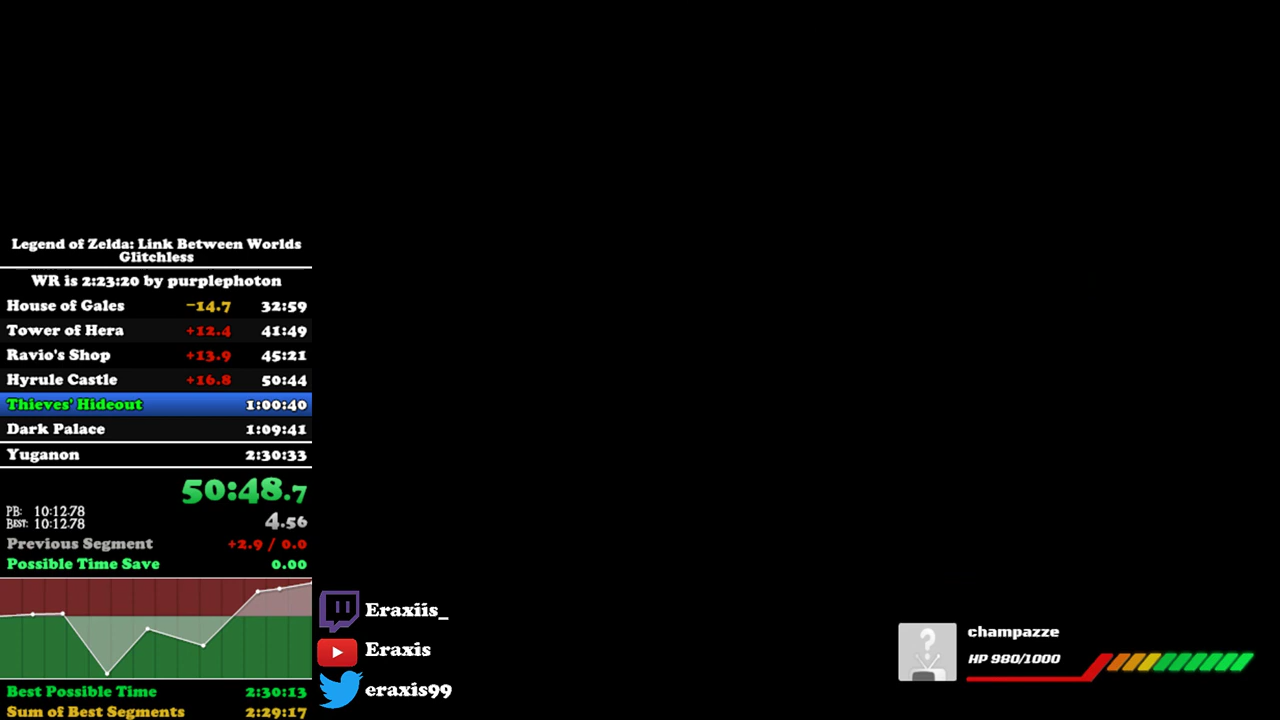 Legend of Zelda: Link Between Worlds
Glitchless
WR is 2:23:20 by purplephoton
House of Gales -14.7 32:59
Tower of Hera +12.4 41:49
Ravio's Shop +13.9 45:21
Hyrule Castle +16.8 50:44
Thieves' Hideout 1:00:40
Dark Palace 1:09:41
Yuganon 2:30:33
50:48.7
PB: 10:12.78
BEST: 10:12.78
4.56
Previous Segment +2.9 / 0.0
Possible Time Save 0.00
Best Possible Time 2:30:13
Sum of Best Segments 2:29:17
Eraxiis_
Eraxis
eraxis99
champazze
HP 980/1000